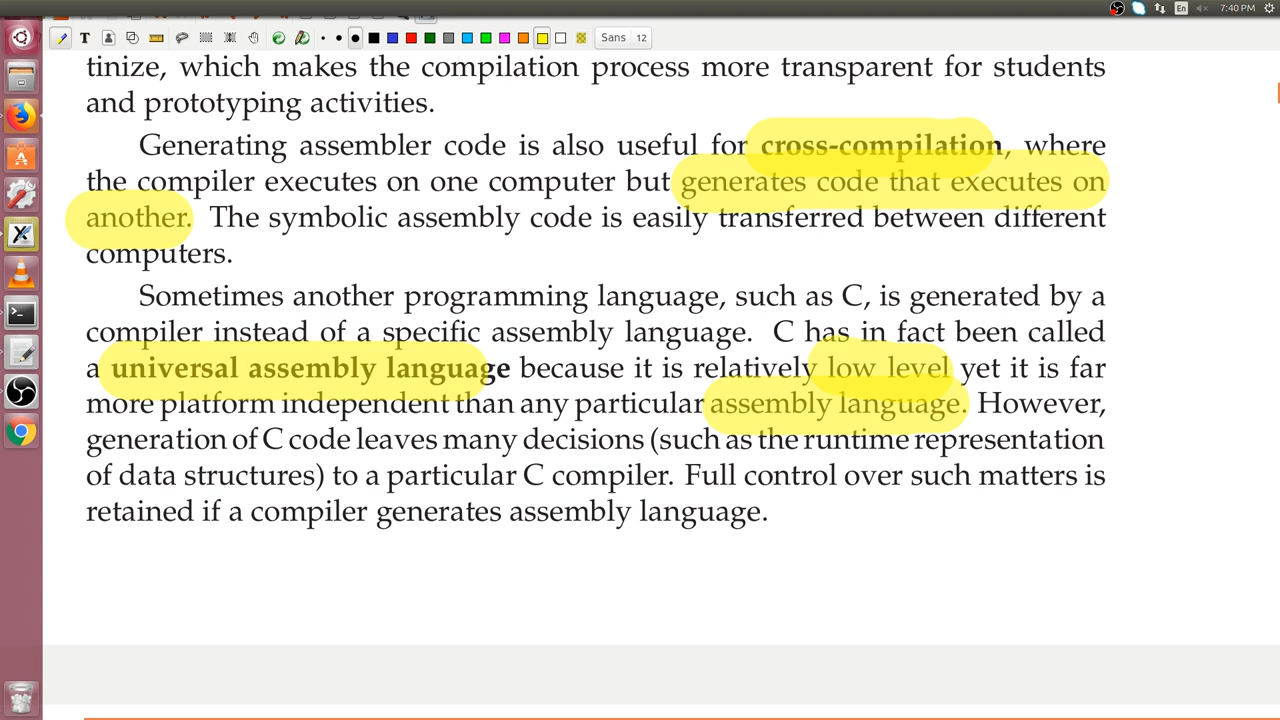 En 7:40 PM
T Sans 12
tinize, which makes the compilation process more transparent for students
and prototyping activities.
Generating assembler code is also useful for cross-compilation, where
the compiler executes on one computer but generates code that executes on
another. The symbolic assembly code is easily transferred between different
computers.
Sometimes another programming language, such as C, is generated by a
compiler instead of a specific assembly language. C has in fact been called
a universal assembly language because it is relatively low level yet it is far
more platform independent than any particular assembly language. However,
generation of C code leaves many decisions (such as the runtime representation
of data structures) to a particular C compiler. Full control over such matters is
retained if a compiler generates assembly language.